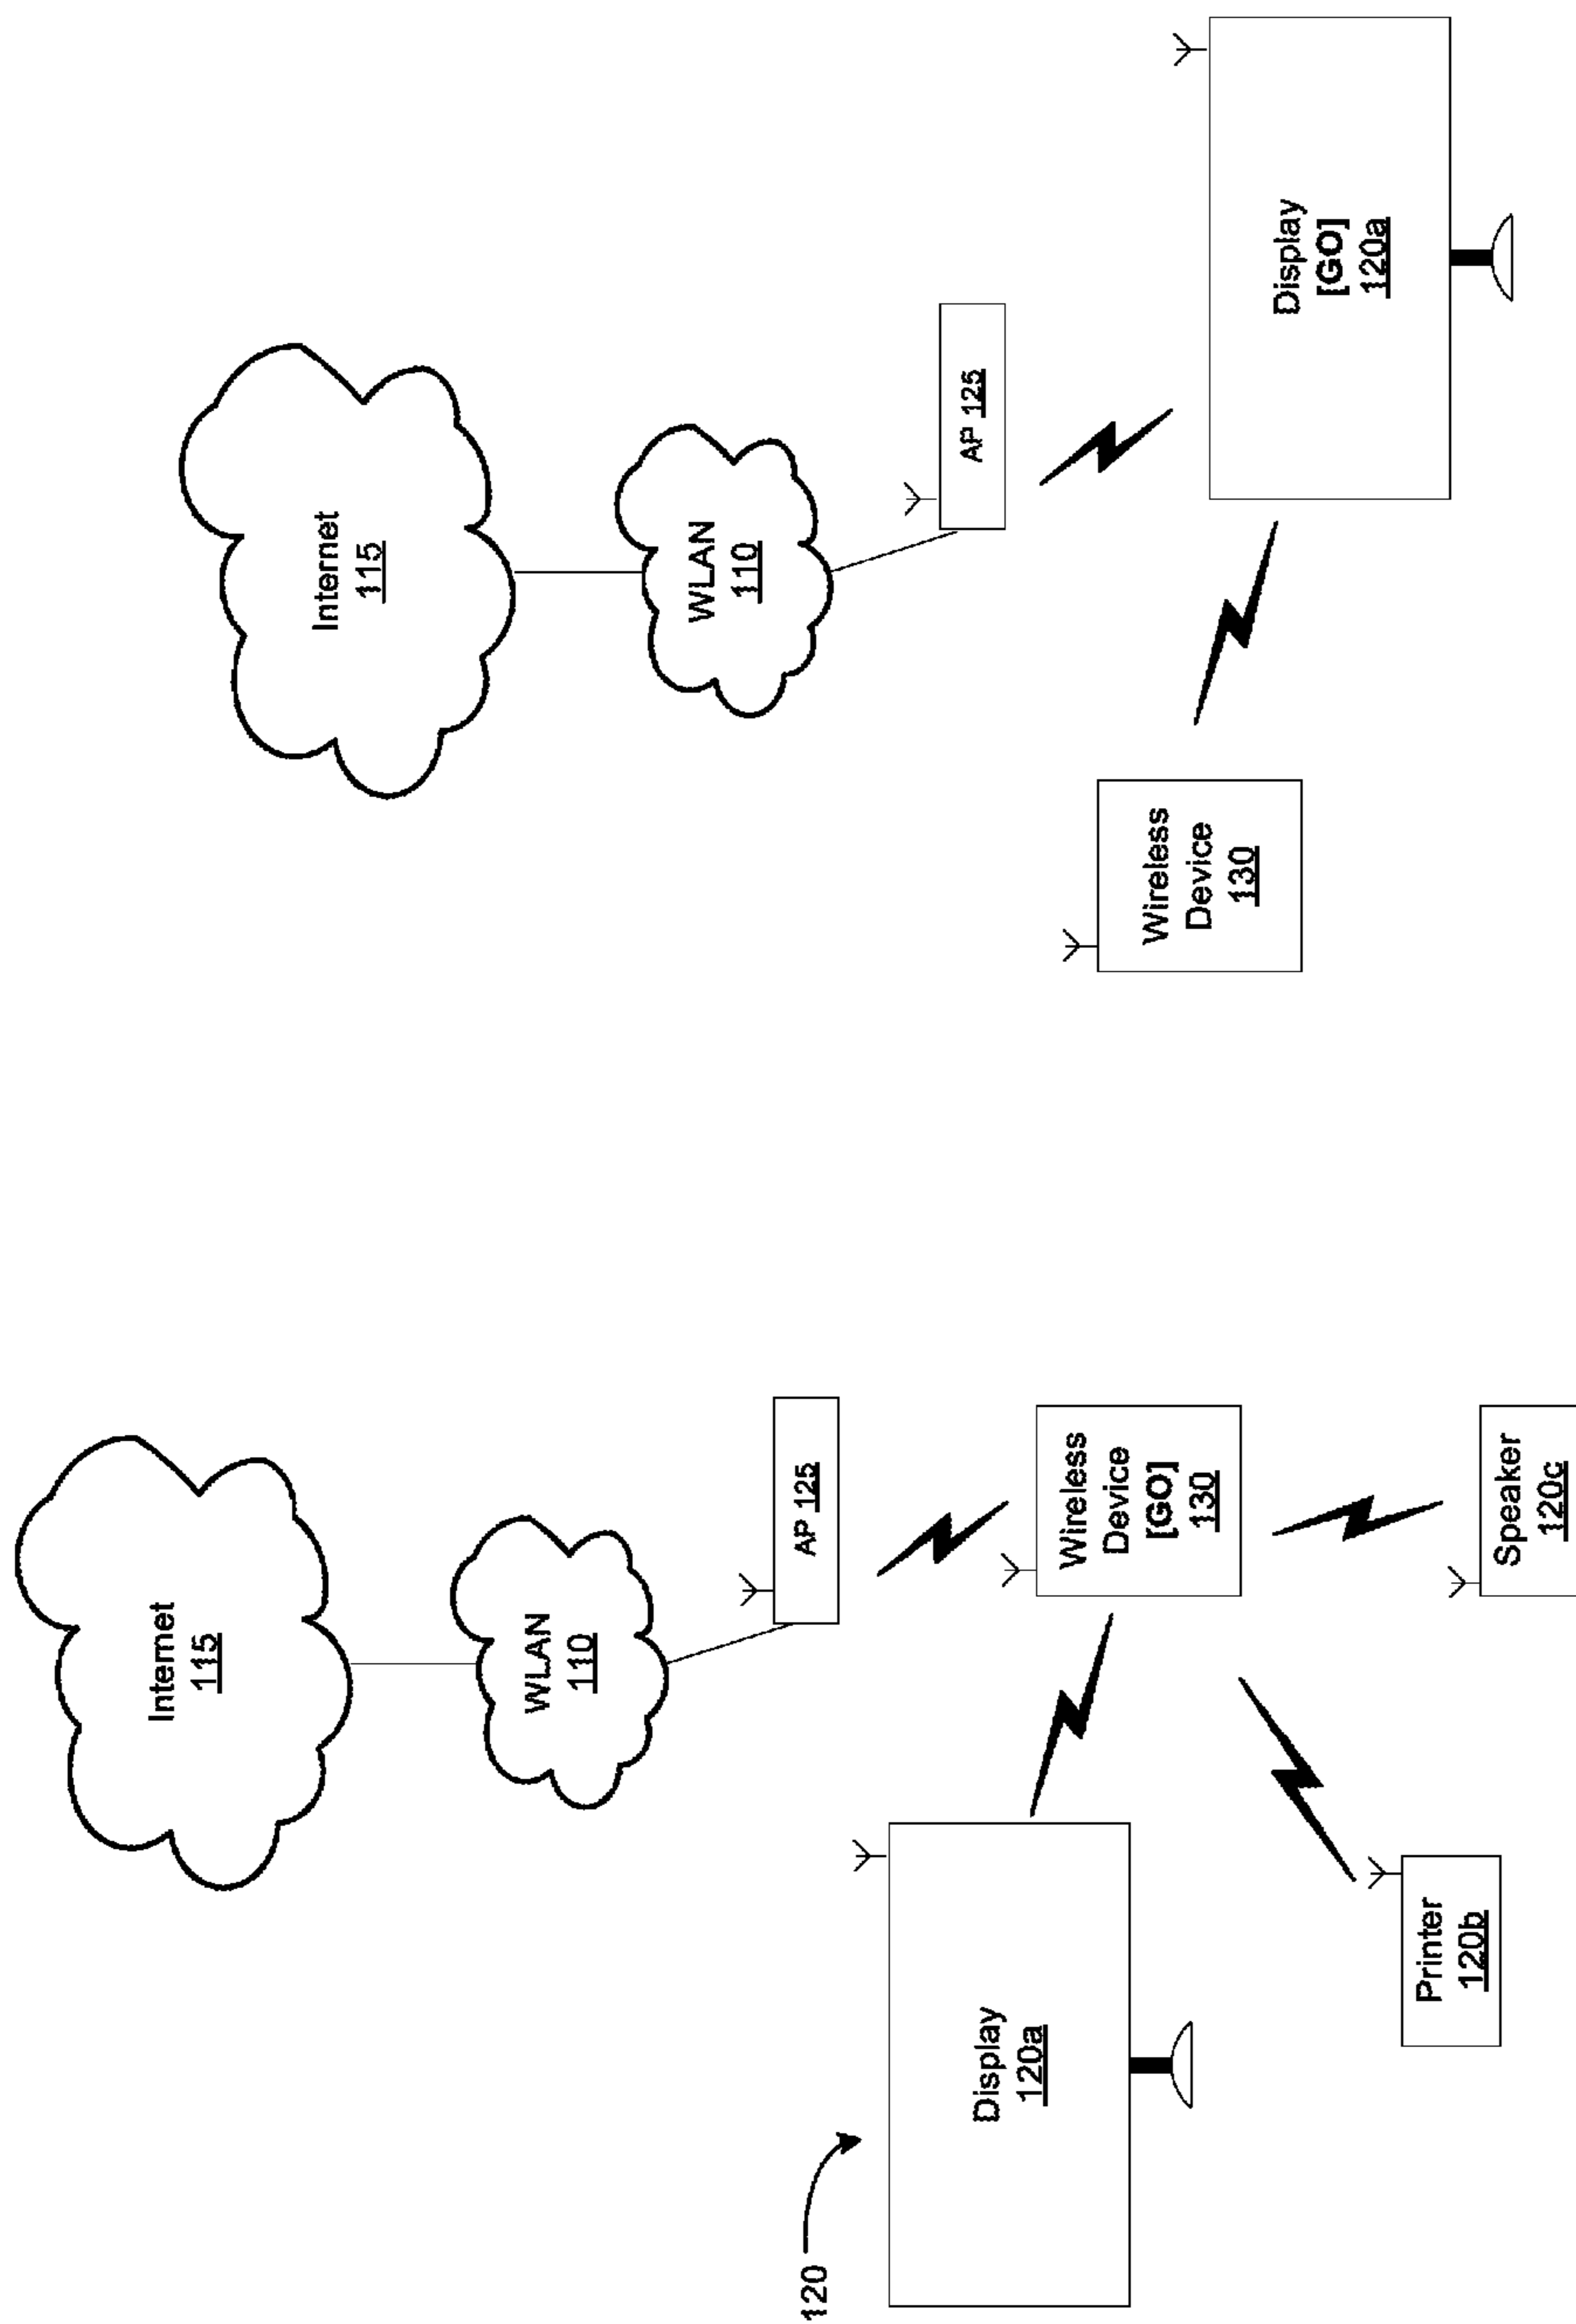 Internet
115
WLAN
110
AP 125
Wireless
Device
[GO]
130
120
Display
120a
Printer
120b
Speaker
120c
Internet
115
WLAN
110
AP 125
Wireless
Device
130
Display
[GO]
120a